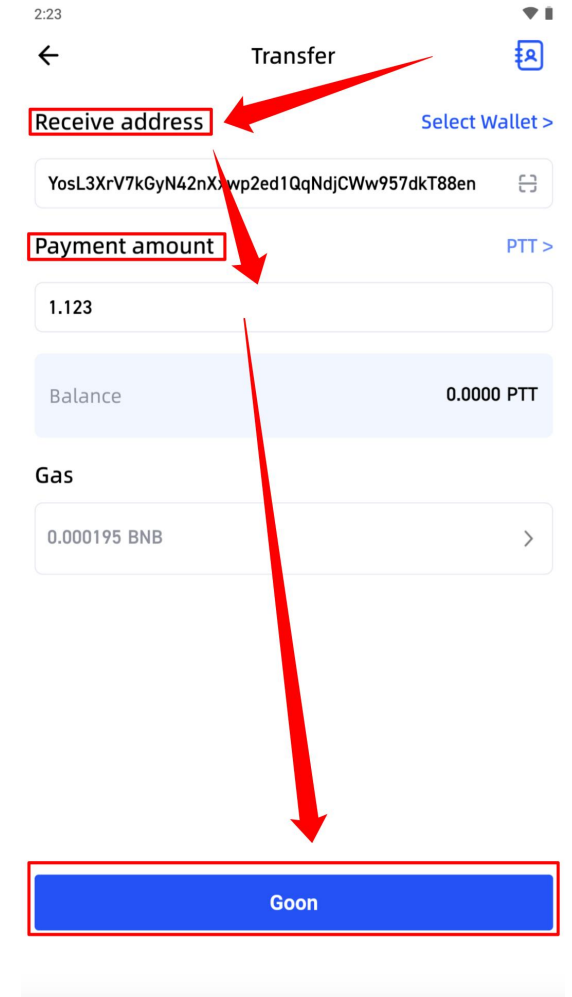 2:23
Transfer
Receive address
Select Wallet >
YosL3XrV7kGyN42nXxwp2ed1QqNdjCWw957dkT88en
Payment amount
PTT >
1.123
Balance
0.0000 PTT
Gas
0.000195 BNB
Goon